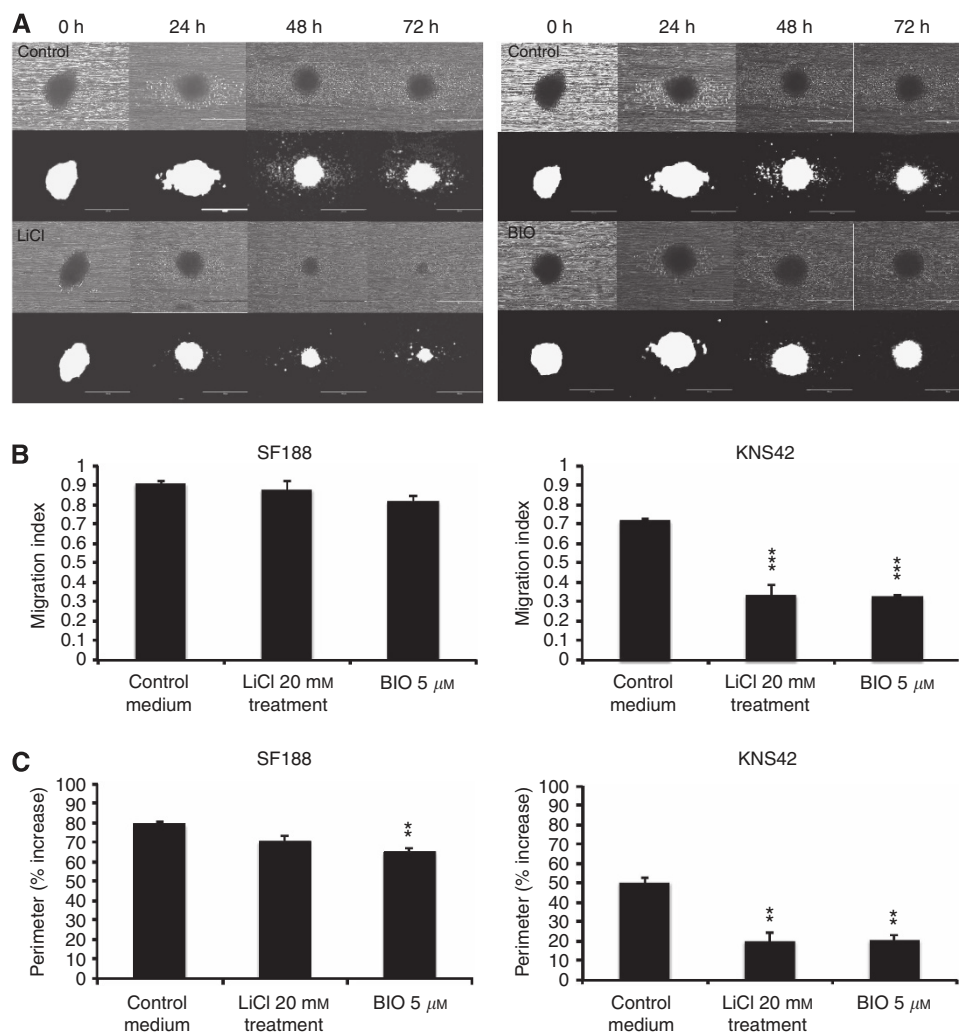 A
0 h 24 h 48 h 72 h
0 h 24 h 48 h 72 h
Control
Control
LiCl
BIO
B
SF188
Migration index
1
0.9
0.8
0.7
0.6
0.5
0.4
0.3
0.2
0.1
0
Control medium
LiCl 20 mM treatment
BIO 5 μM
KNS42
Migration index
1
0.9
0.8
0.7
0.6
0.5
0.4
0.3
0.2
0.1
0
***
***
Control medium
LiCl 20 mM treatment
BIO 5 μM
C
SF188
Perimeter (% increase)
100
90
80
70
60
50
40
30
20
10
0
**
Control medium
LiCl 20 mM treatment
BIO 5 μM
KNS42
Perimeter (% increase)
100
90
80
70
60
50
40
30
20
10
0
**
**
Control medium
LiCl 20 mM treatment
BIO 5 μM